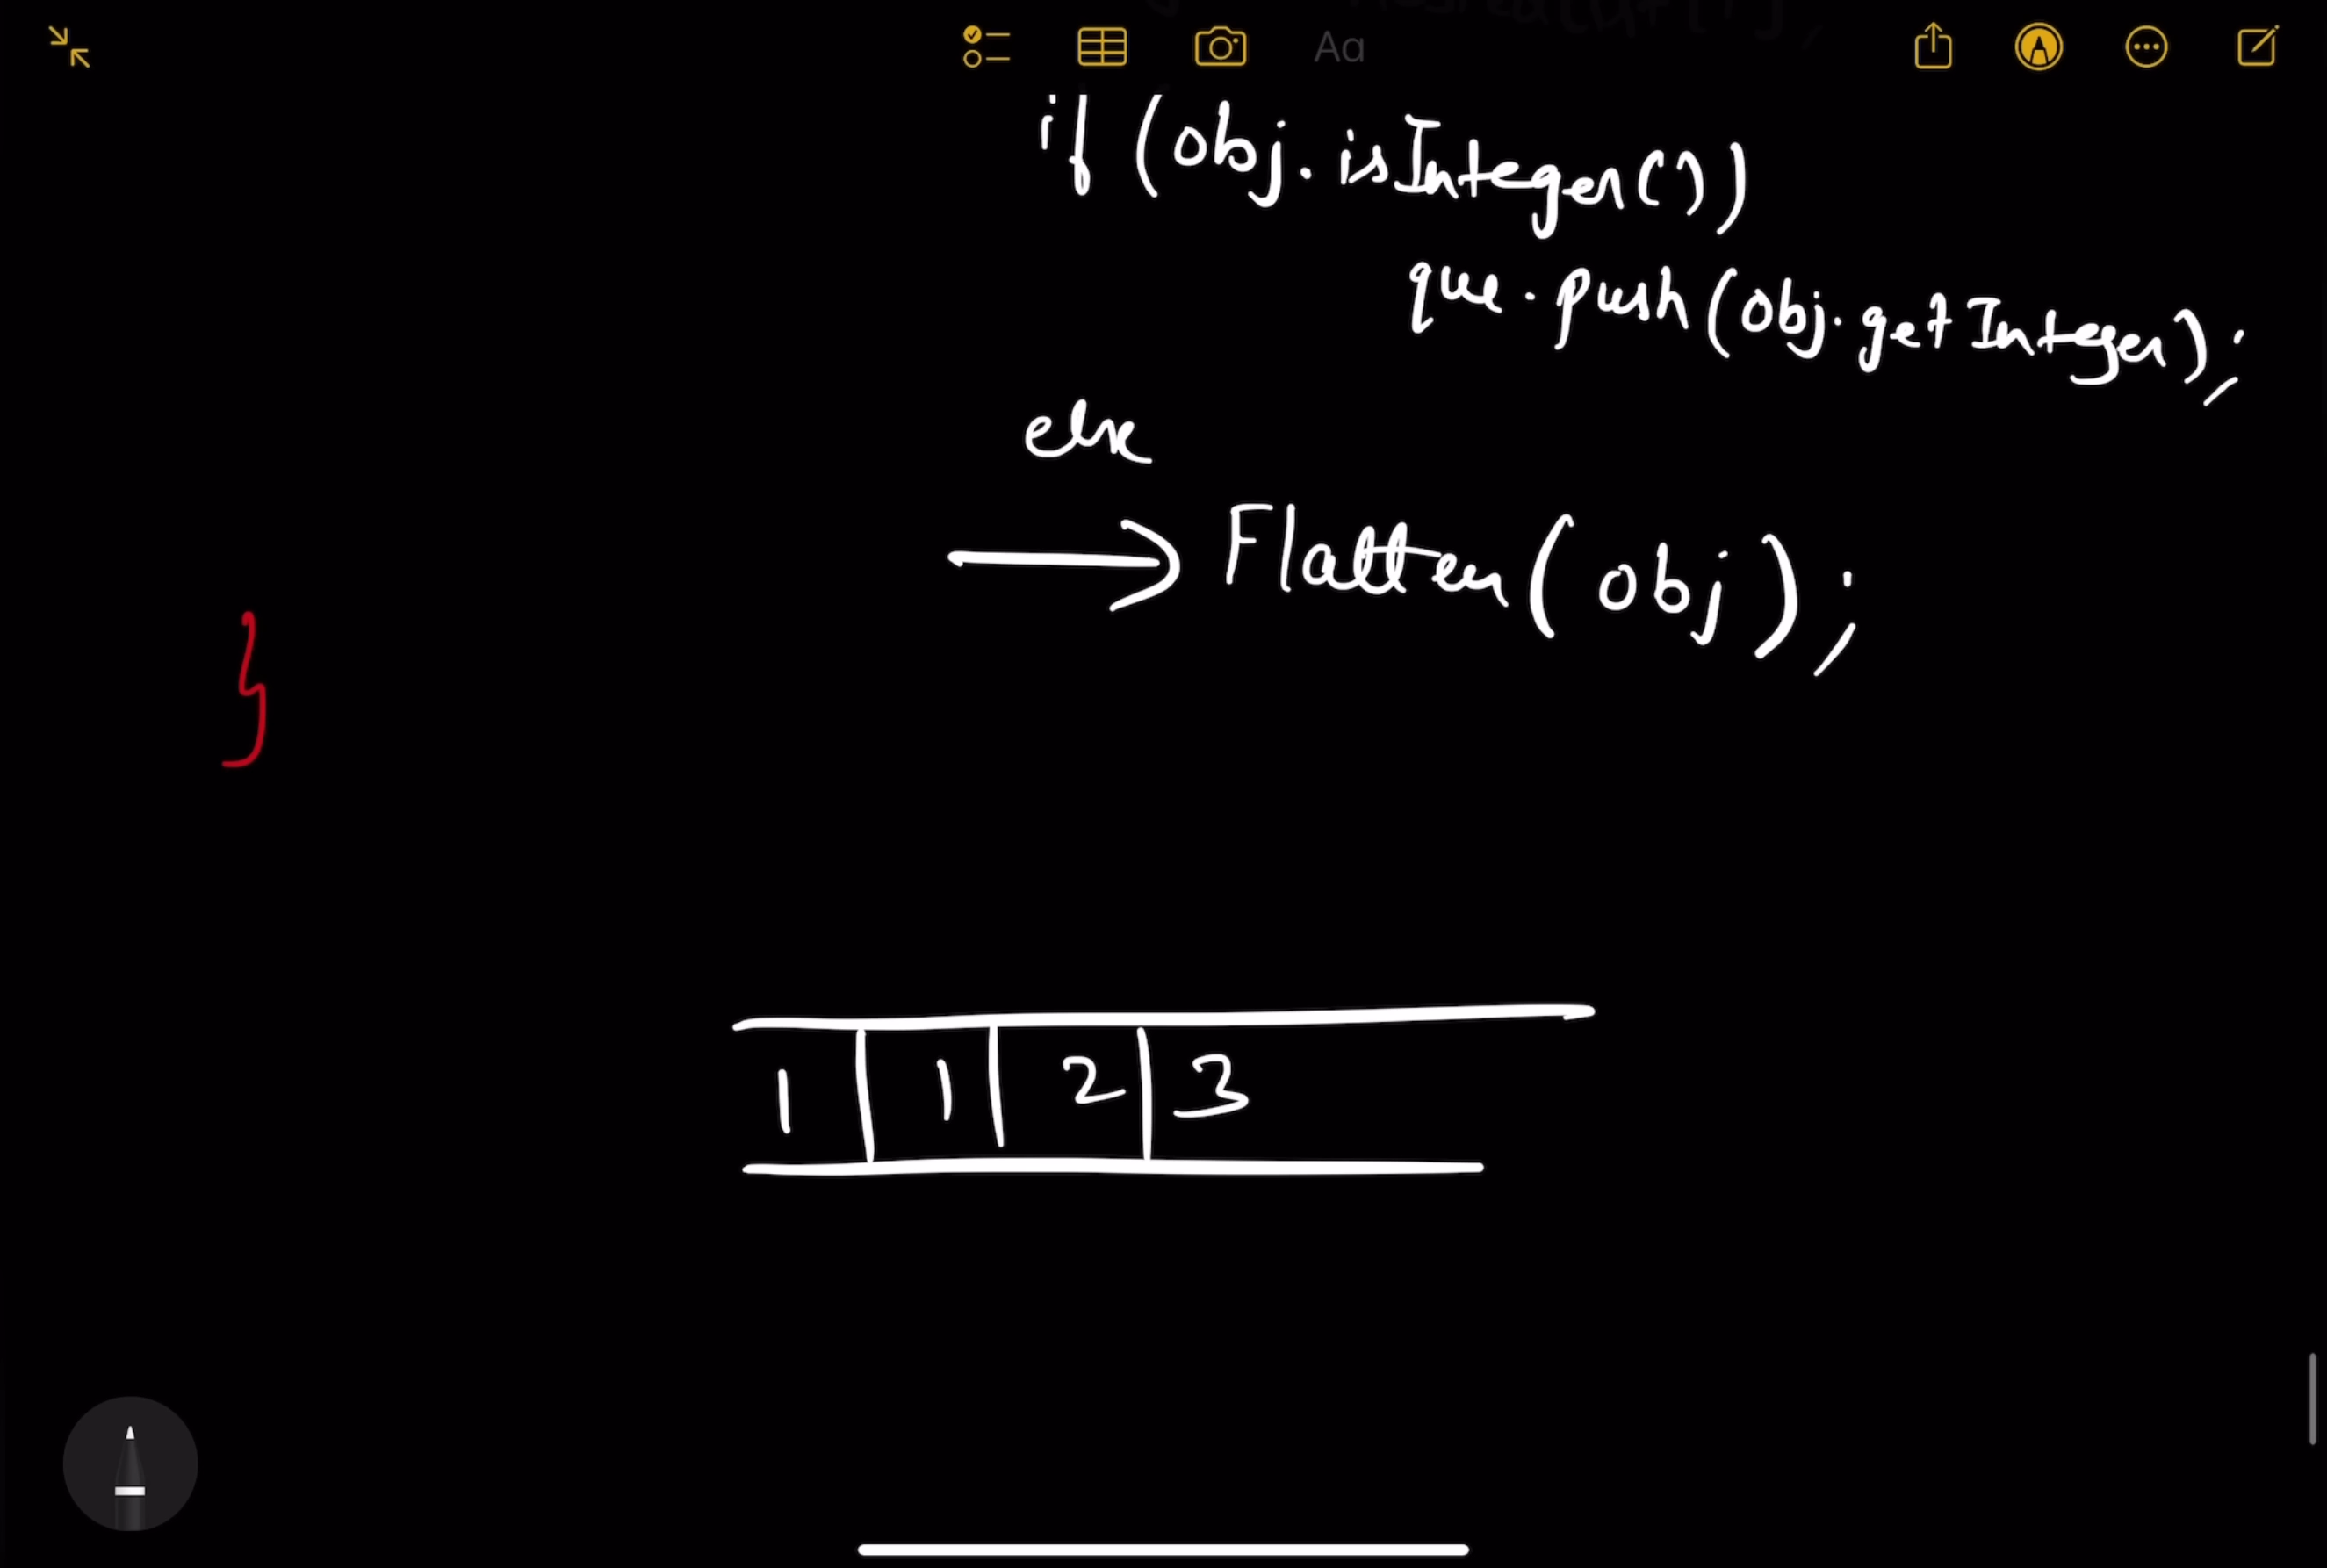 Aa
if (obj.isInteger())
que.push(obj.getInteger);
else
→ Flatten(obj);
}
1 | 1 | 2 | 3